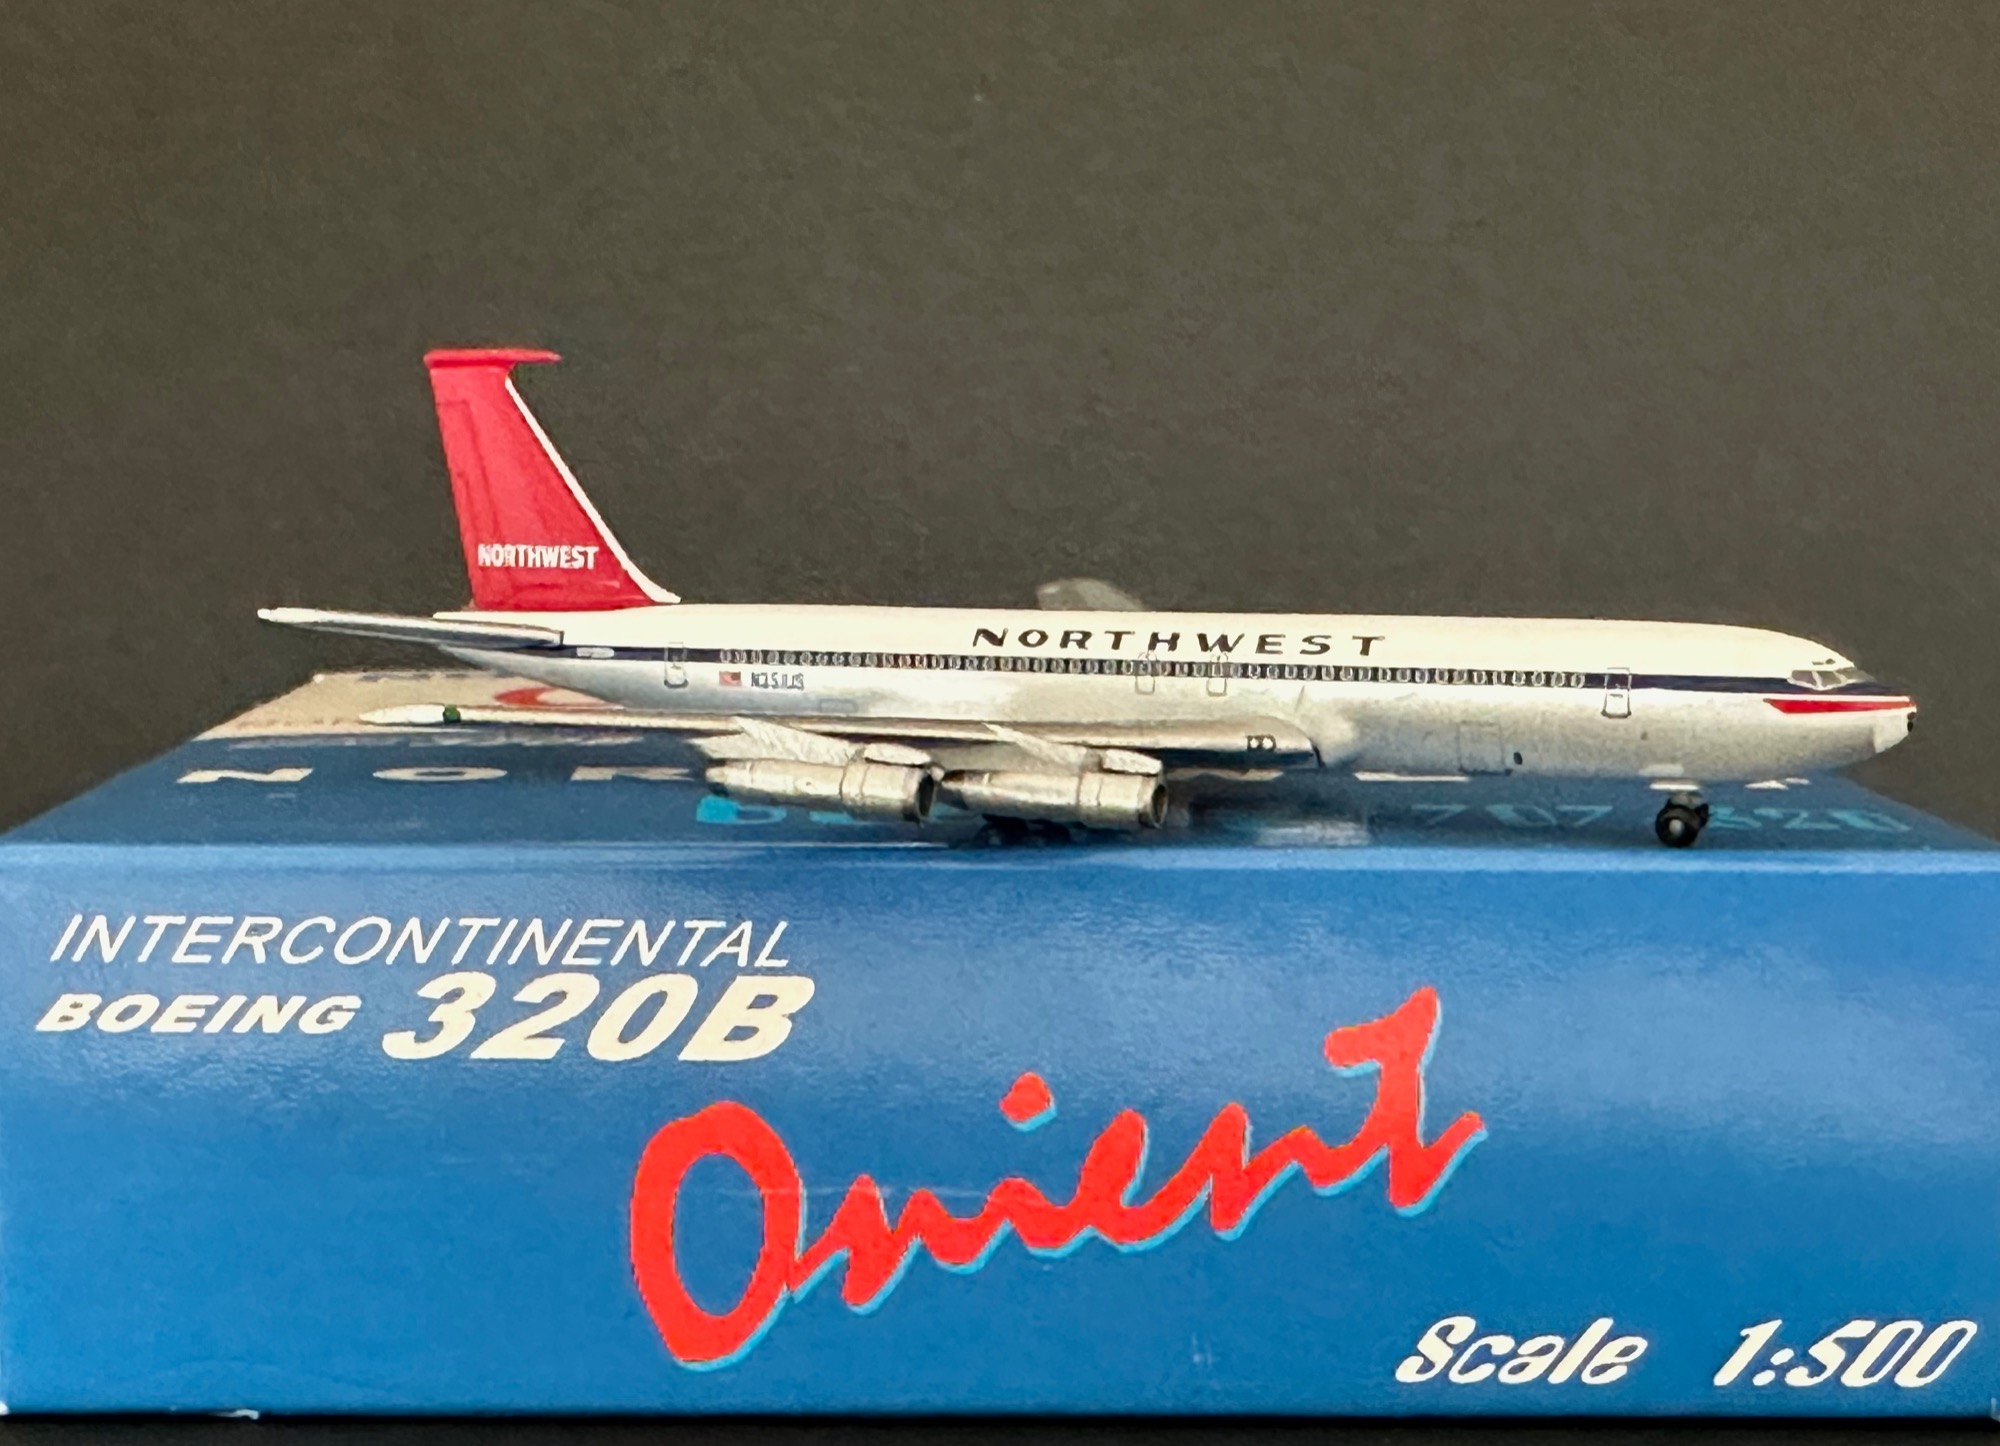 NORTHWEST
NORTHWEST
INTERCONTINENTAL
BOEING 320B
Orient
Scale 1:500